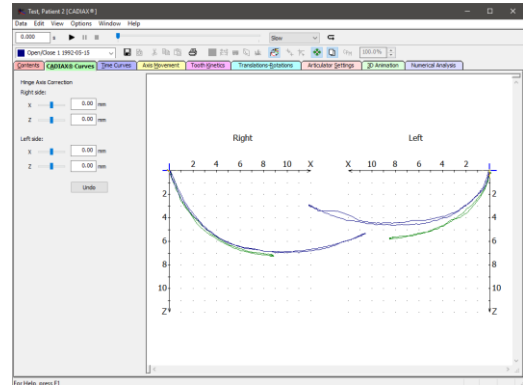 Test, Patient 2 [CADIAX®]
Data Edit View Options Window Help
0.000 s Slow
Open/Close 1 1992-05-15 100.0%
Contents CADIAX® Curves Time Curves Axis Movement Tooth Kinetics Translations-Rotations Articulator Settings 3D Animation Numerical Analysis
Hinge Axis Correction
Right side:
X 0.00 mm
Z 0.00 mm
Left side:
X 0.00 mm
Z 0.00 mm
Undo
Right Left
2 4 6 8 10 X X 10 8 6 4 2
2 2
4 4
6 6
8 8
10 10
Z Z
For Help, press F1